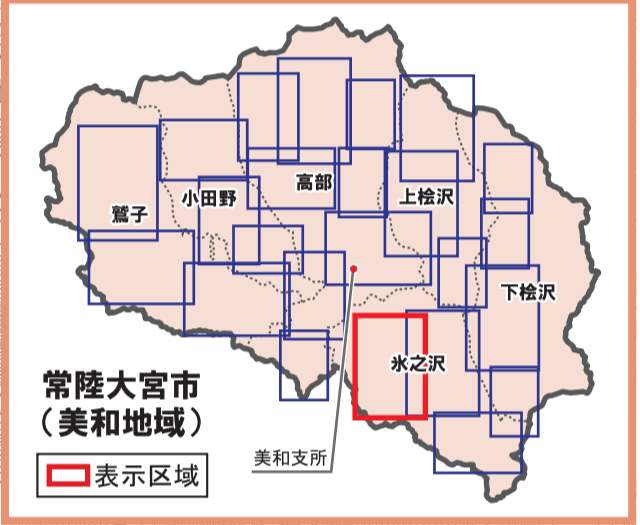 高部
小田野
上桧沢
鷲子
下桧沢
氷之沢
常陸大宮市
（美和地域）
美和支所
表示区域